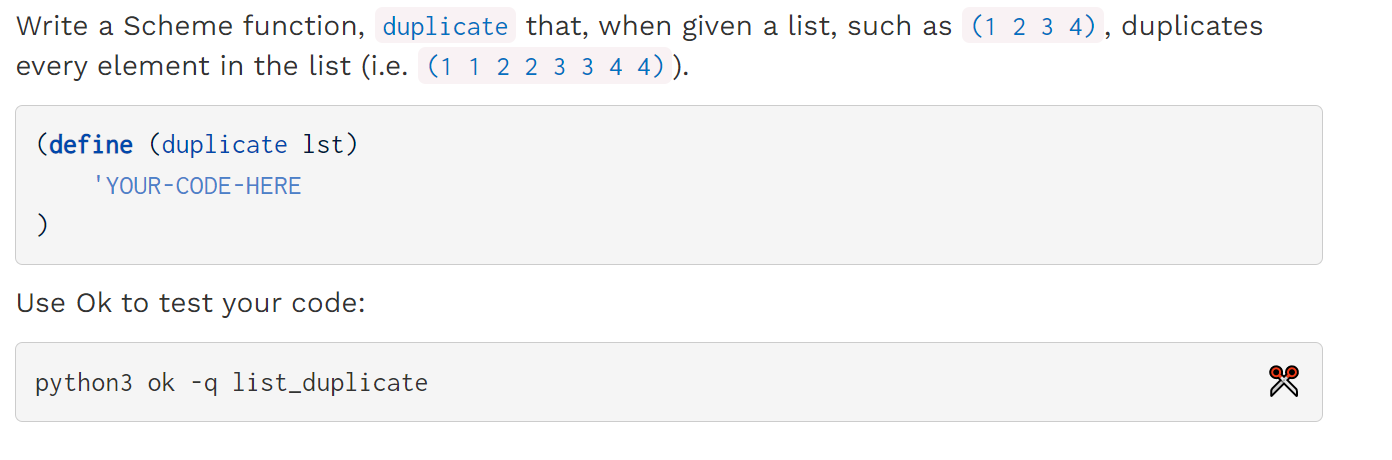 Write a Scheme function, duplicate that, when given a list, such as (1 2 3 4), duplicates
every element in the list (i.e. (1 1 2 2 3 3 4 4)).
(define (duplicate lst)
    'YOUR-CODE-HERE
)
Use Ok to test your code:
python3 ok -q list_duplicate